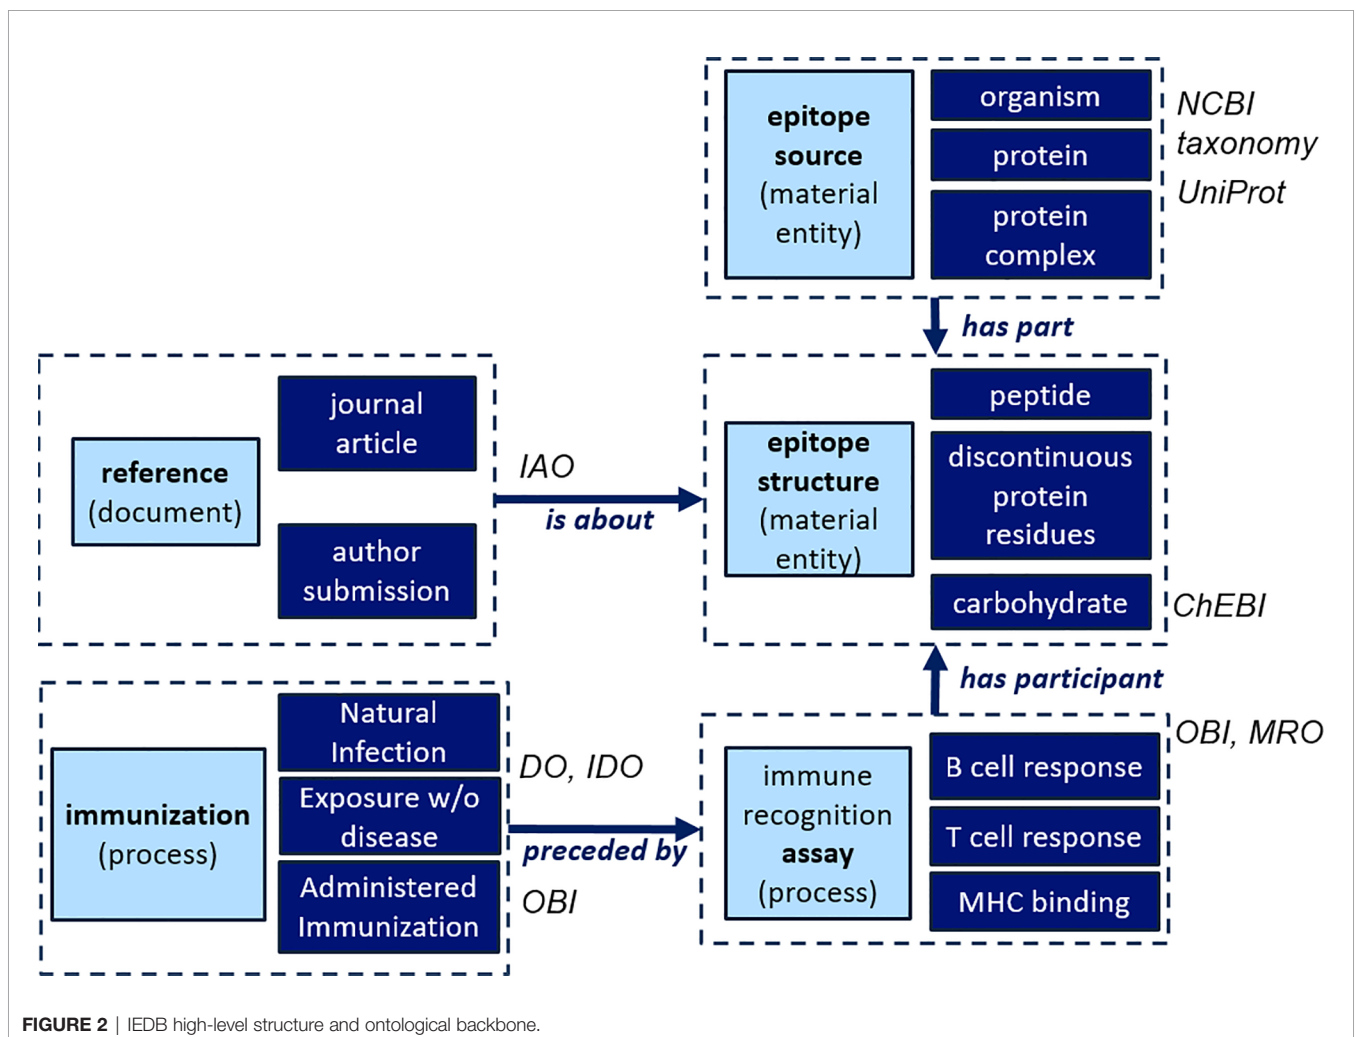 epitope
source
(material
entity)
organism
protein
protein
complex
NCBI
taxonomy
UniProt
has part
reference
(document)
journal
article
author
submission
IAO
is about
epitope
structure
(material
entity)
peptide
discontinuous
protein
residues
carbohydrate
ChEBI
has participant
immunization
(process)
Natural
Infection
Exposure w/o
disease
Administered
Immunization
DO, IDO
preceded by
OBI
immune
recognition
assay
(process)
B cell response
T cell response
MHC binding
OBI, MRO
FIGURE 2 | IEDB high-level structure and ontological backbone.